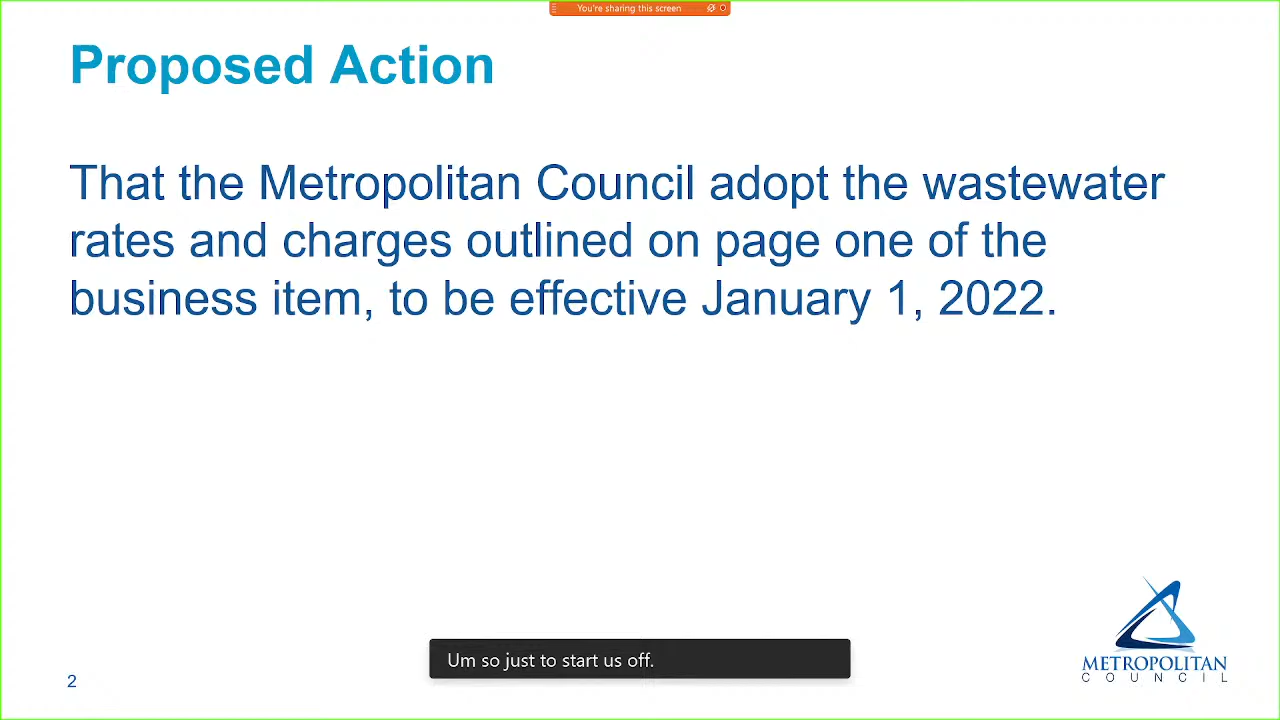 You're sharing this screen
Proposed Action
That the Metropolitan Council adopt the wastewater
rates and charges outlined on page one of the
business item, to be effective January 1, 2022.
Um so just to start us off.
2
METROPOLITAN
COUNCIL